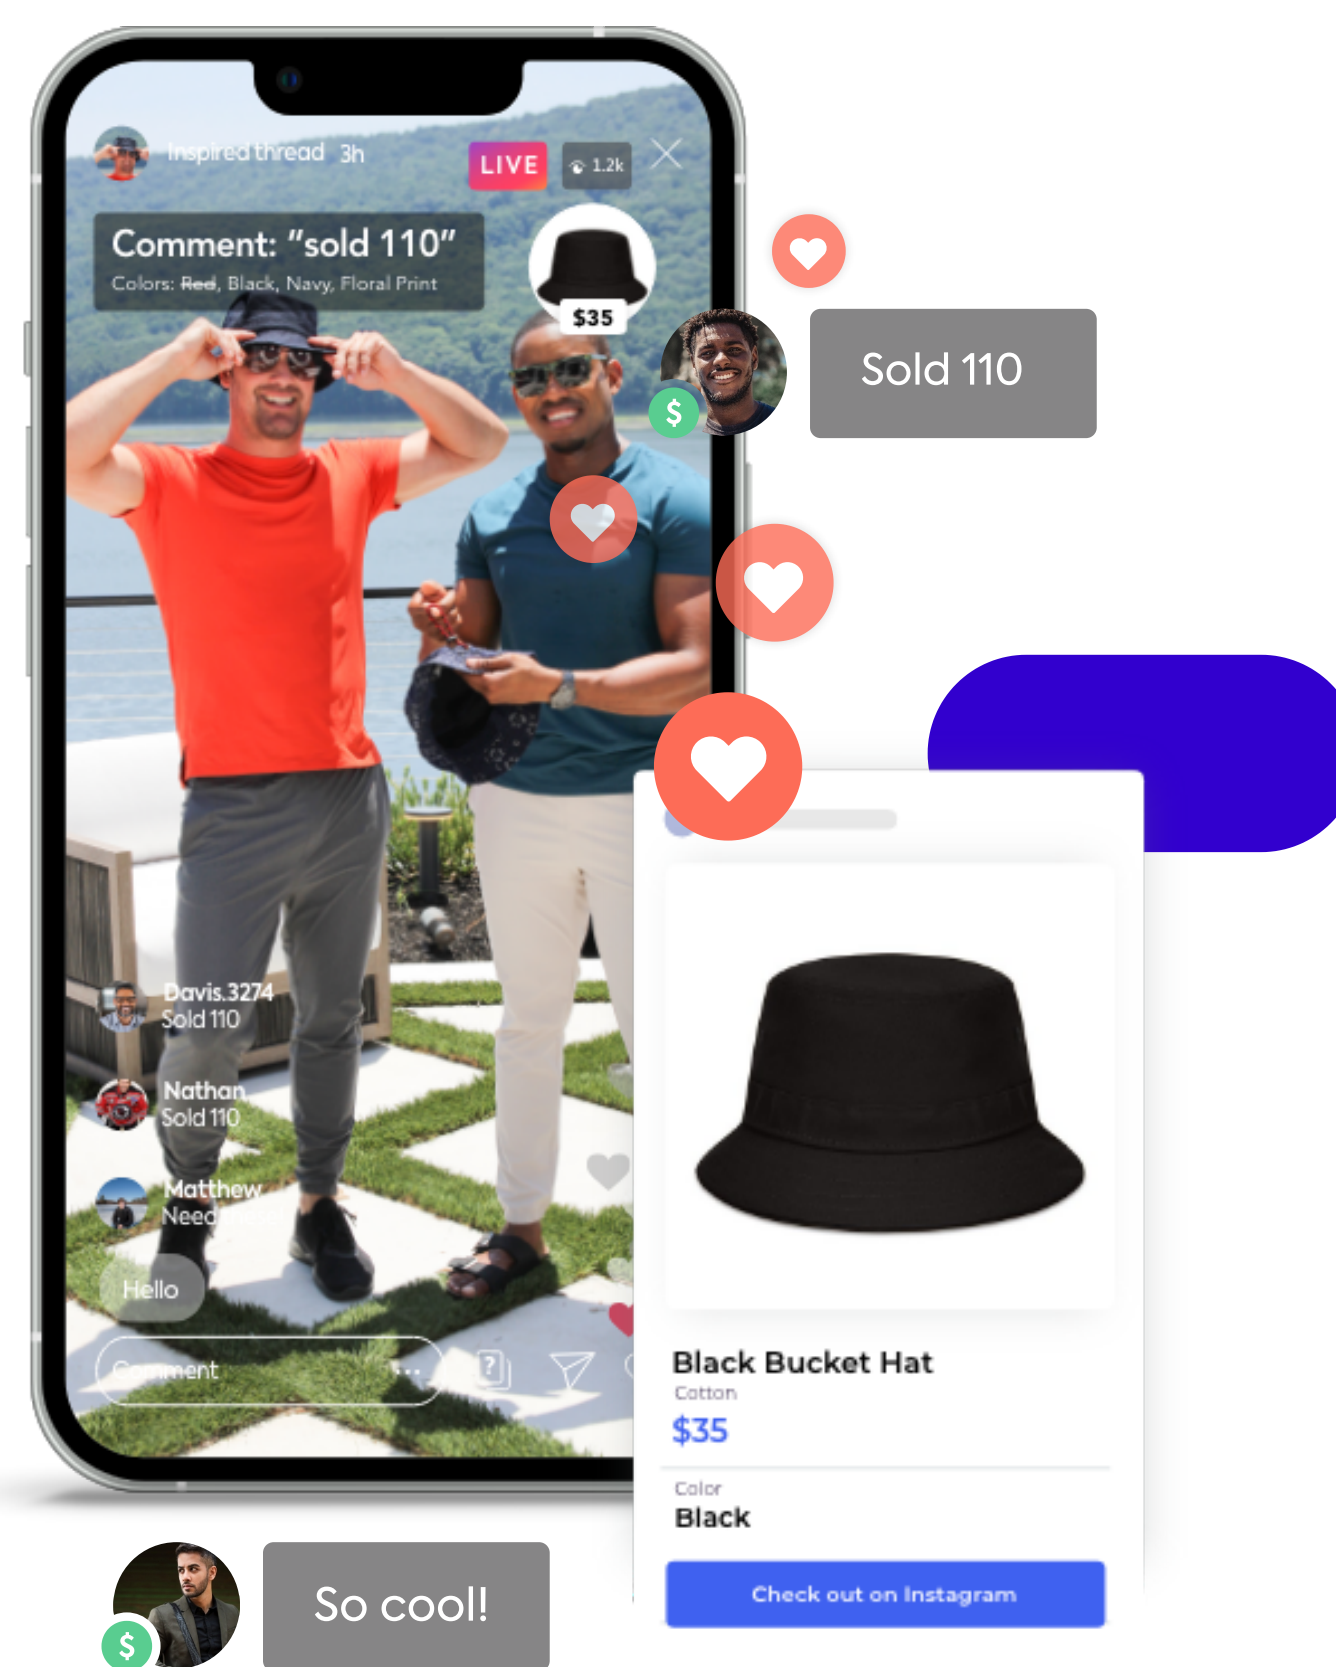 Inspired thread 3h
LIVE
1.2k
Comment: "sold 110"
Colors: Red, Black, Navy, Floral Print
$35
Sold 110
$
Davis.3274
Sold 110
Nathan
Sold 110
Matthew
Need these!
Hello
Comment
?
Black Bucket Hat
Cotton
$35
Color
Black
Check out on Instagram
So cool!
$